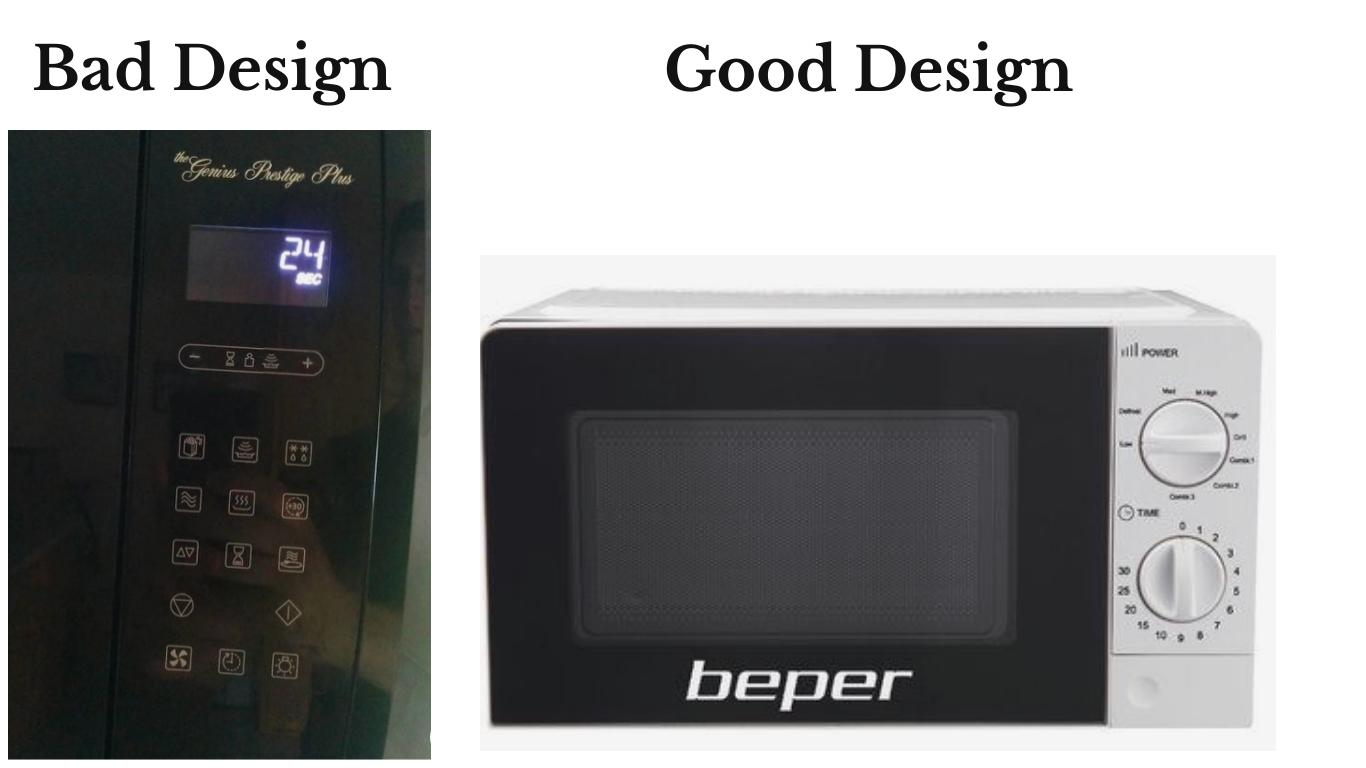 Bad Design
Good Design
the Genius Prestige Plus
24
SEC
- +
+30
beper
POWER
Med
M.High
Defrost
High
Low
Grill
Combi.1
Combi.2
Combi.3
TIME
0
1
2
30
3
4
25
5
20
6
15
7
10
9
8